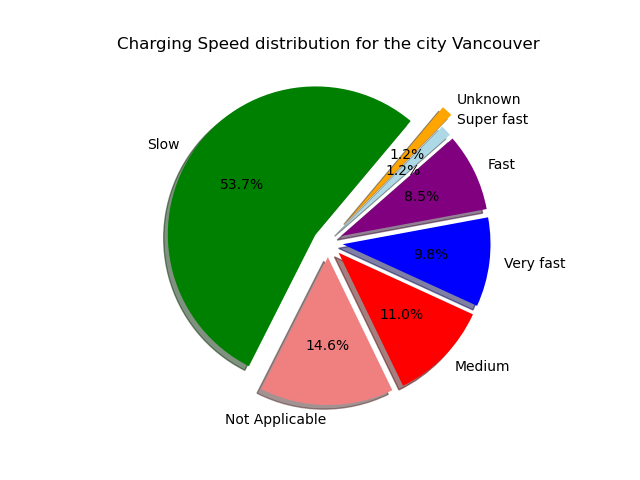 Charging Speed distribution for the city Vancouver
Unknown
Super fast
Slow
1.2%
Fast
1.2%
53.7%
8.5%
9.8%
Very fast
11.0%
14.6%
Medium
Not Applicable